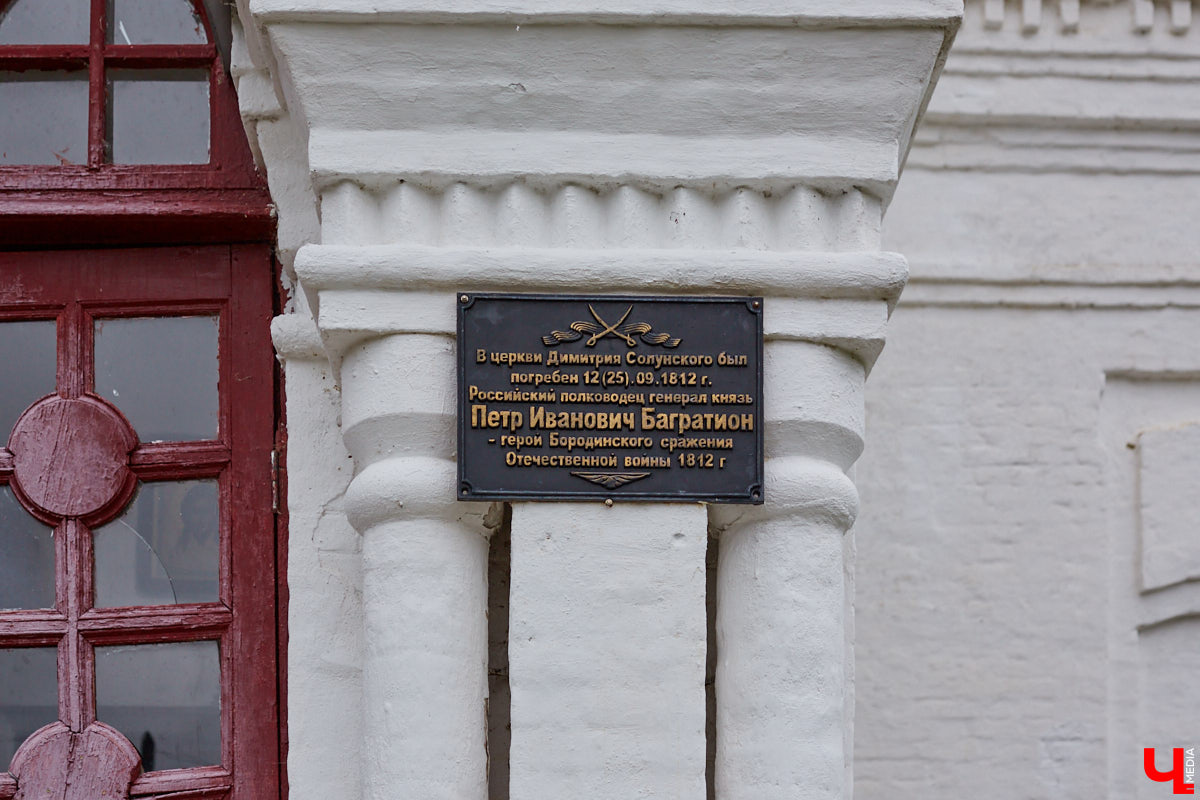 В церкви Димитрия Солунского был
погребен 12(25).09.1812 г.
Российский полководец генерал князь
Петр Иванович Багратион
- герой Бородинского сражения
Отечественной войны 1812 г
Ч MEDIA